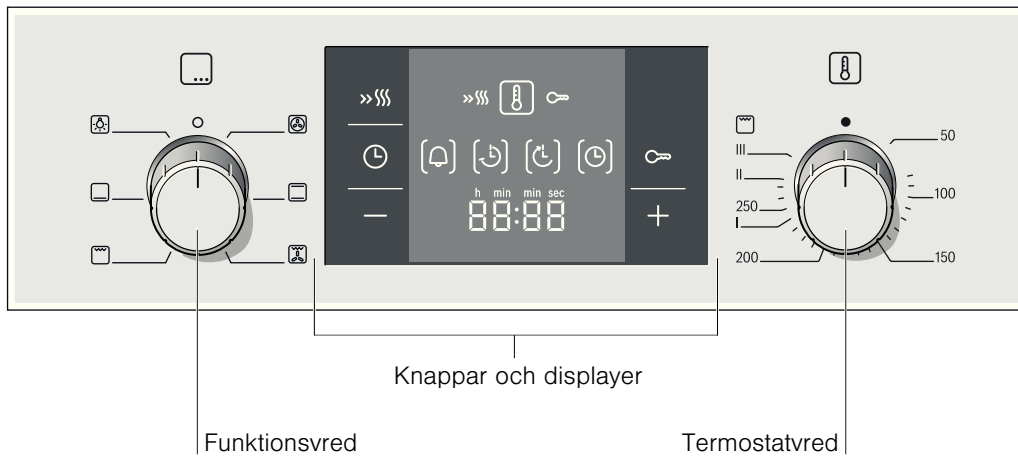 h min min sec
88:88
50
III
II
100
250
I
200
150
Knappar och displayer
Funktionsvred
Termostatvred